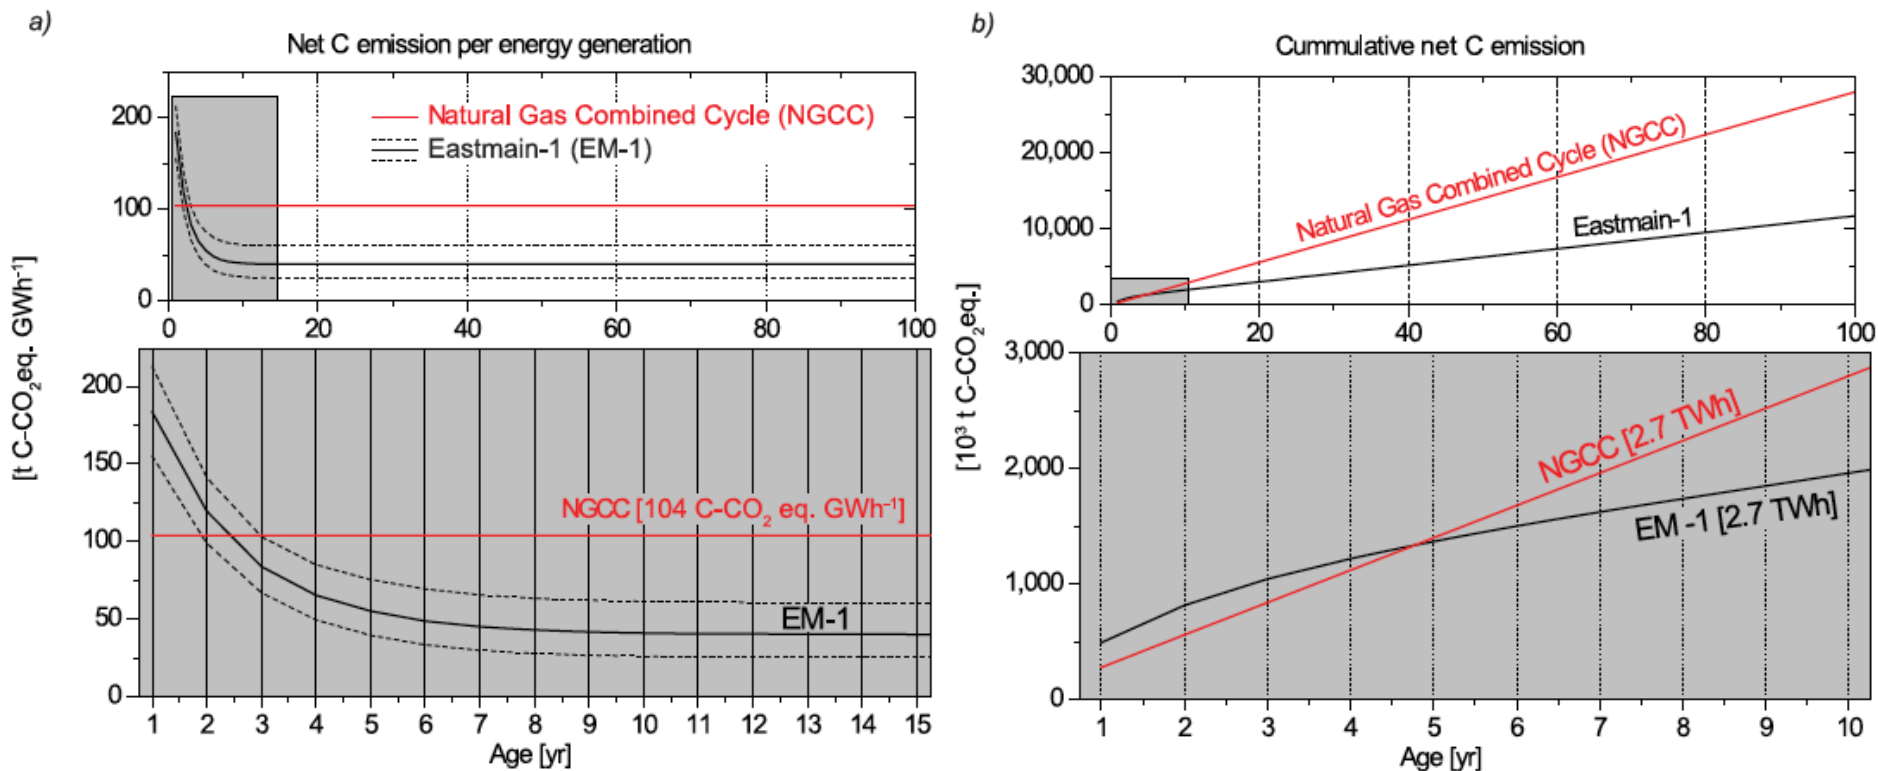 a)
Net C emission per energy generation
200
100
0
Natural Gas Combined Cycle (NGCC)
Eastmain-1 (EM-1)
0 20 40 60 80 100
[t C-CO₂eq. GWh⁻¹]
200
150
100
50
0
NGCC [104 C-CO₂ eq. GWh⁻¹]
EM-1
1 2 3 4 5 6 7 8 9 10 11 12 13 14 15
Age [yr]
b)
Cummulative net C emission
30,000
20,000
10,000
0
Natural Gas Combined Cycle (NGCC)
Eastmain-1
0 20 40 60 80 100
[10³ t C-CO₂eq.]
3,000
2,000
1,000
0
NGCC [2.7 TWh]
EM -1 [2.7 TWh]
1 2 3 4 5 6 7 8 9 10
Age [yr]